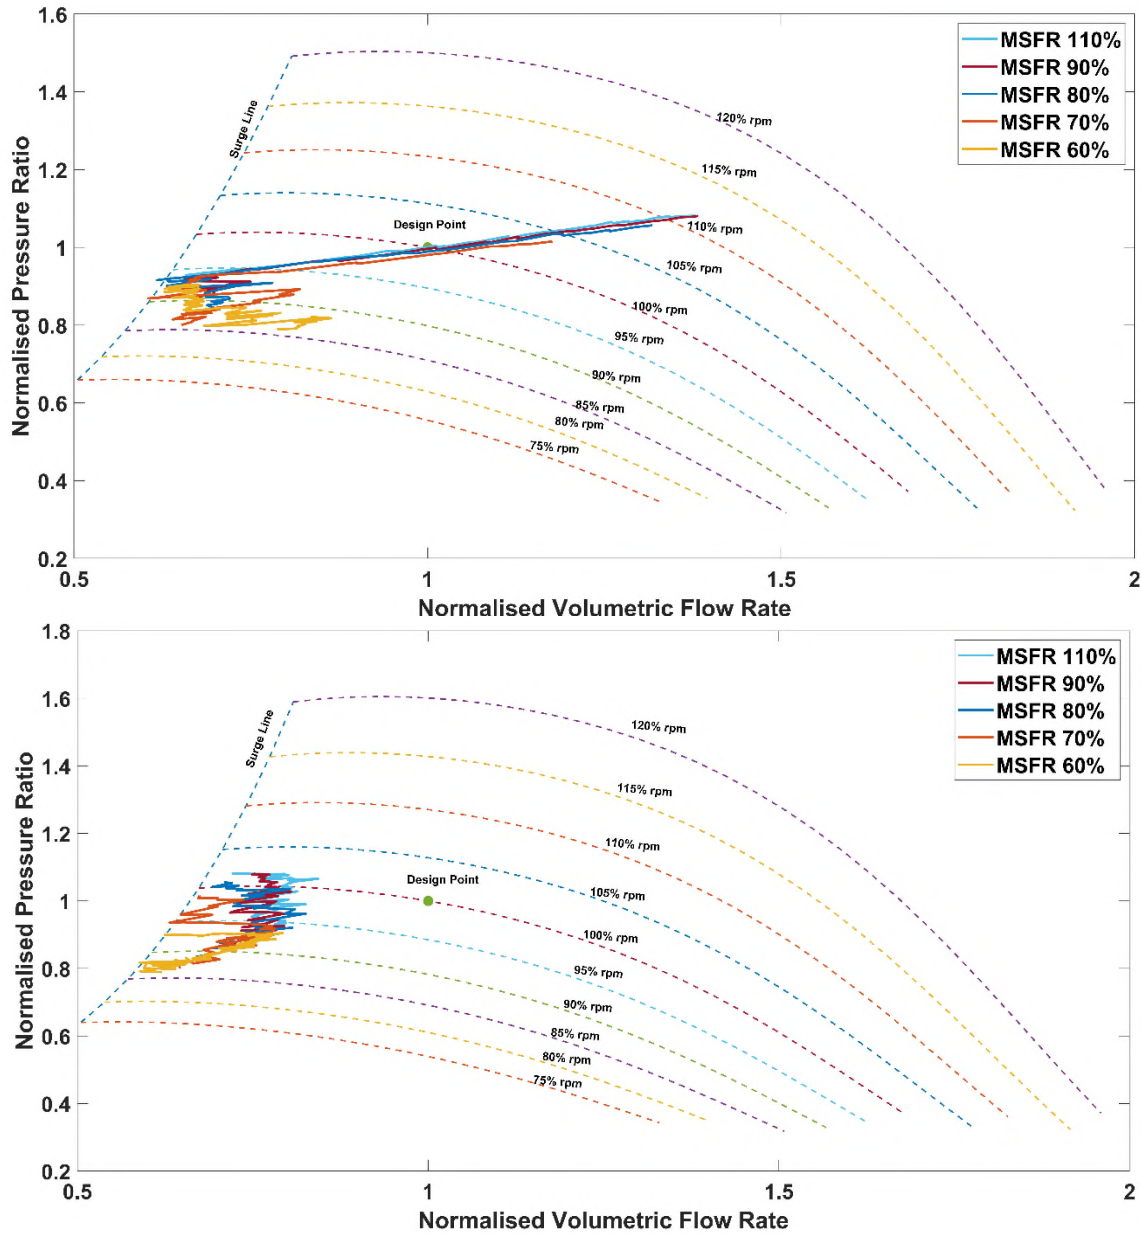 1.6
1.4
1.2
1
0.8
0.6
0.4
0.2
Normalised Pressure Ratio
Surge Line
Design Point
120% rpm
115% rpm
110% rpm
105% rpm
100% rpm
95% rpm
90% rpm
85% rpm
80% rpm
75% rpm
MSFR 110%
MSFR 90%
MSFR 80%
MSFR 70%
MSFR 60%
0.5
1
1.5
2
Normalised Volumetric Flow Rate
1.8
1.6
1.4
1.2
1
0.8
0.6
0.4
0.2
Normalised Pressure Ratio
Surge Line
Design Point
120% rpm
115% rpm
110% rpm
105% rpm
100% rpm
95% rpm
90% rpm
85% rpm
80% rpm
75% rpm
MSFR 110%
MSFR 90%
MSFR 80%
MSFR 70%
MSFR 60%
0.5
1
1.5
2
Normalised Volumetric Flow Rate